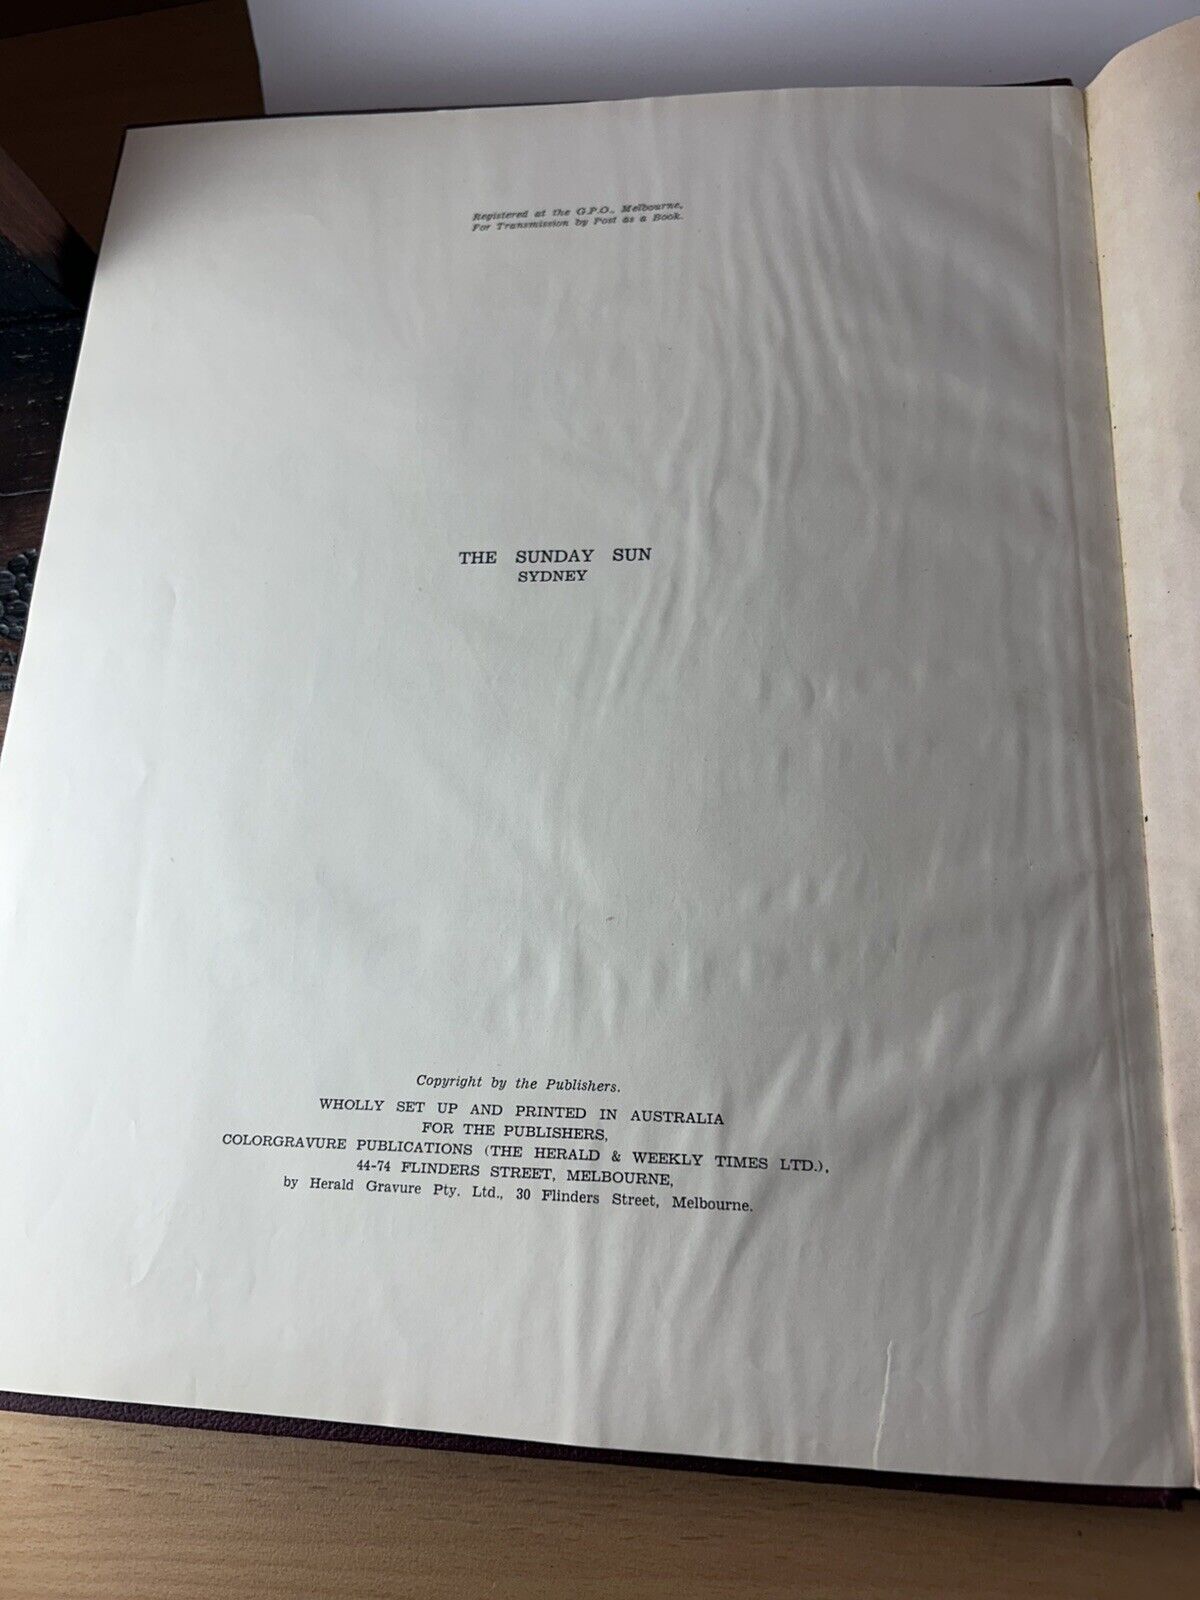 Registered at the G.P.O., Melbourne,
For Transmission by Post as a Book.
THE SUNDAY SUN
SYDNEY
Copyright by the Publishers.
WHOLLY SET UP AND PRINTED IN AUSTRALIA
FOR THE PUBLISHERS,
COLORGRAVURE PUBLICATIONS (THE HERALD & WEEKLY TIMES LTD.),
44-74 FLINDERS STREET, MELBOURNE,
by Herald Gravure Pty. Ltd., 30 Flinders Street, Melbourne.